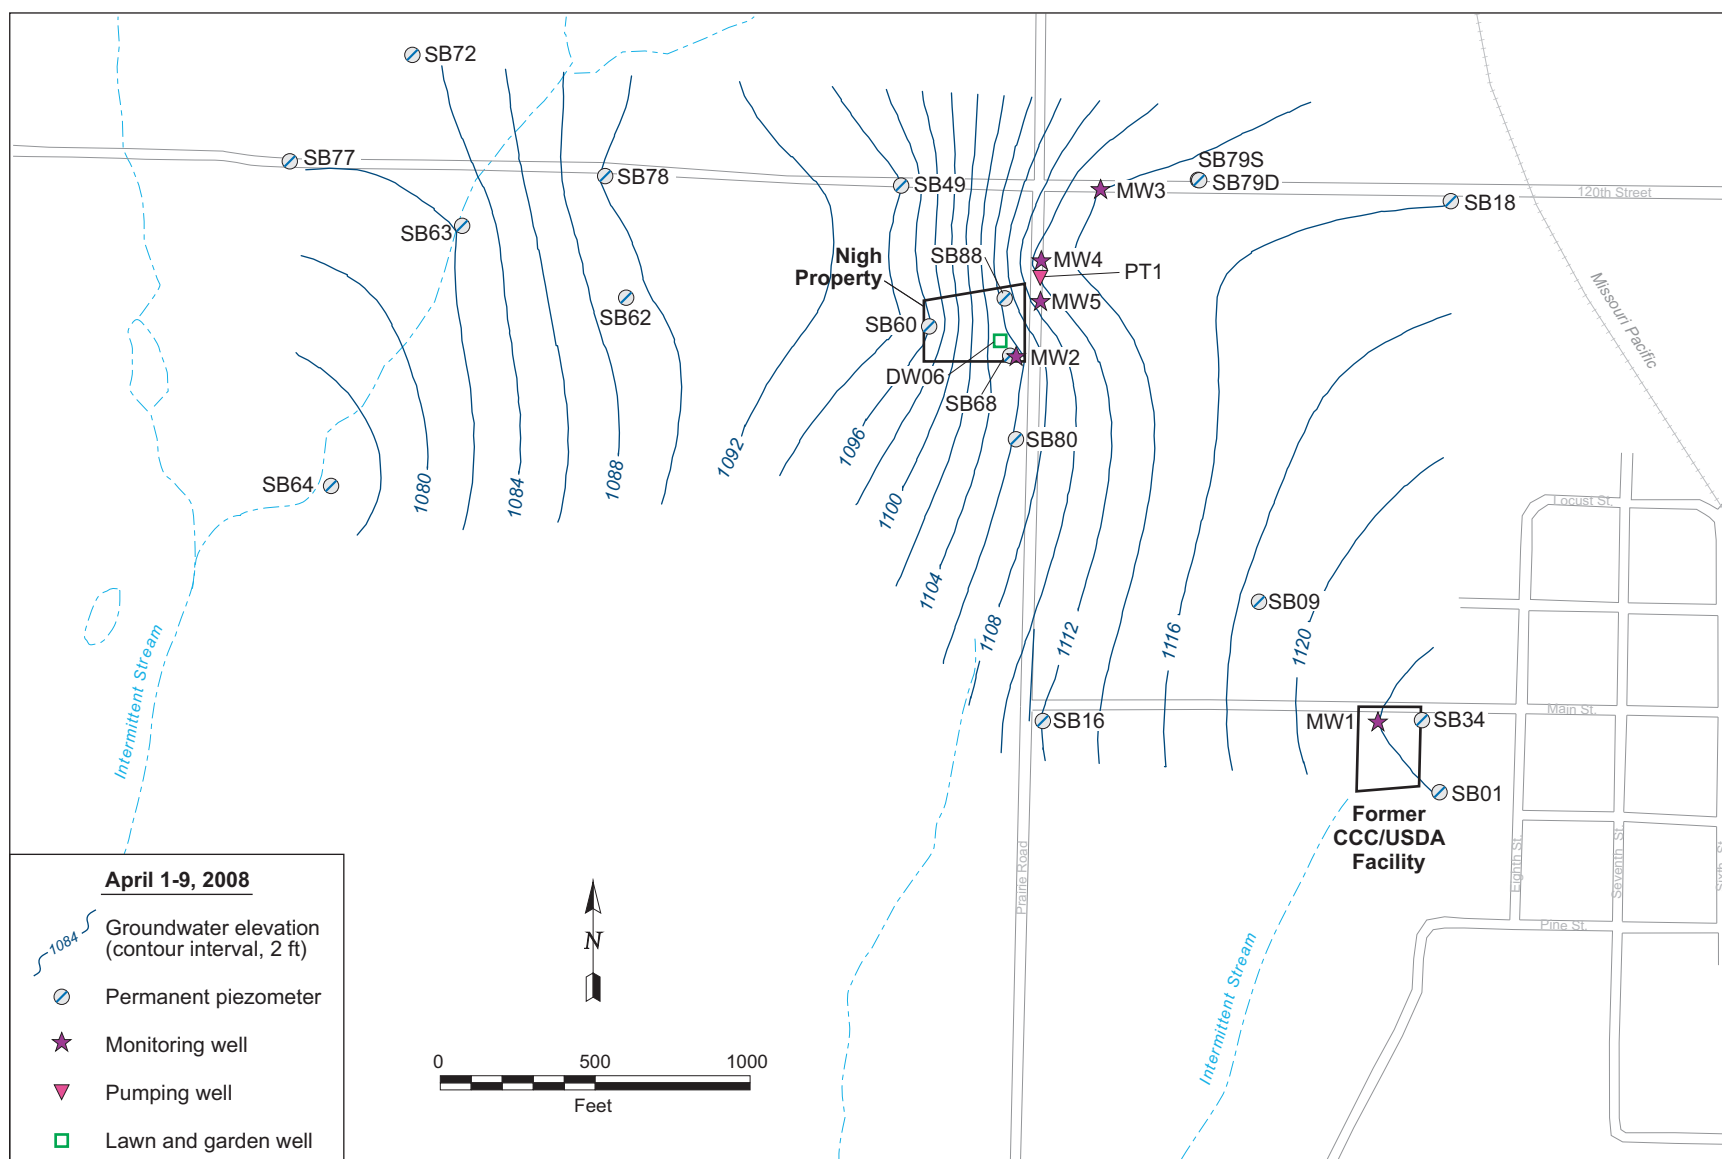 SB72
SB77
SB78
SB63
SB62
SB64
SB49
SB79S
SB79D
MW3
SB18
120th Street
Missouri Pacific
Nigh
Property
SB88
MW4
PT1
MW5
SB60
MW2
DW06
SB68
SB80
1080
1084
1088
1092
1096
1100
1104
1108
1112
1116
1120
SB09
SB16
MW1
SB34
SB01
Former
CCC/USDA
Facility
Locust St.
Main St.
Pine St.
Eighth St.
Seventh St.
Prairie Road
Intermittent Stream
Intermittent Stream
April 1-9, 2008
1084
Groundwater elevation
(contour interval, 2 ft)
Permanent piezometer
Monitoring well
Pumping well
Lawn and garden well
N
0 500 1000
Feet